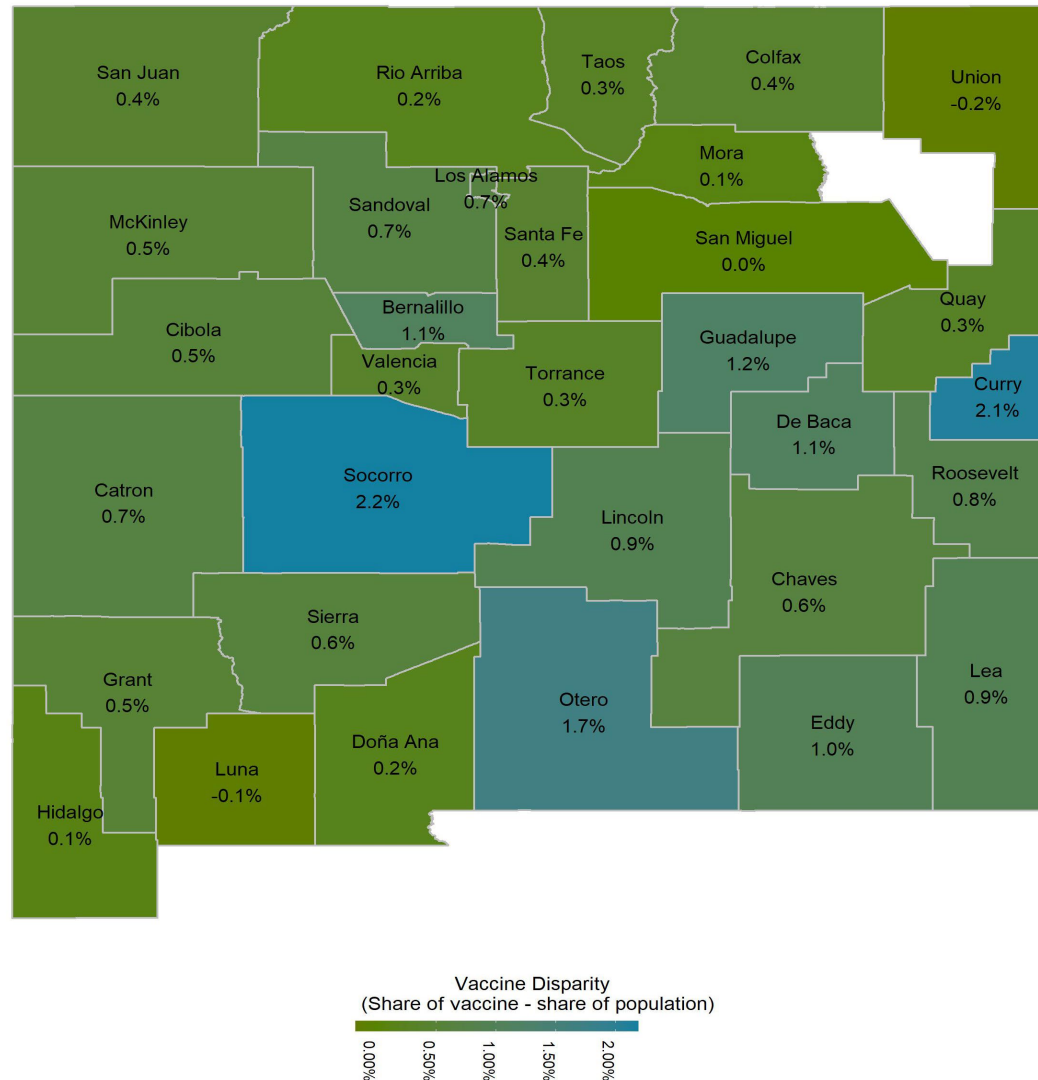 San Juan
0.4%
Rio Arriba
0.2%
Taos
0.3%
Colfax
0.4%
Union
-0.2%
Mora
0.1%
Los Alamos
0.7%
Sandoval
0.7%
McKinley
0.5%
Santa Fe
0.4%
San Miguel
0.0%
Quay
0.3%
Bernalillo
1.1%
Cibola
0.5%
Guadalupe
1.2%
Valencia
0.3%
Torrance
0.3%
Curry
2.1%
De Baca
1.1%
Socorro
2.2%
Roosevelt
0.8%
Catron
0.7%
Lincoln
0.9%
Chaves
0.6%
Sierra
0.6%
Grant
0.5%
Lea
0.9%
Otero
1.7%
Eddy
1.0%
Doña Ana
0.2%
Luna
-0.1%
Hidalgo
0.1%
Vaccine Disparity
(Share of vaccine - share of population)
0.00%
0.50%
1.00%
1.50%
2.00%